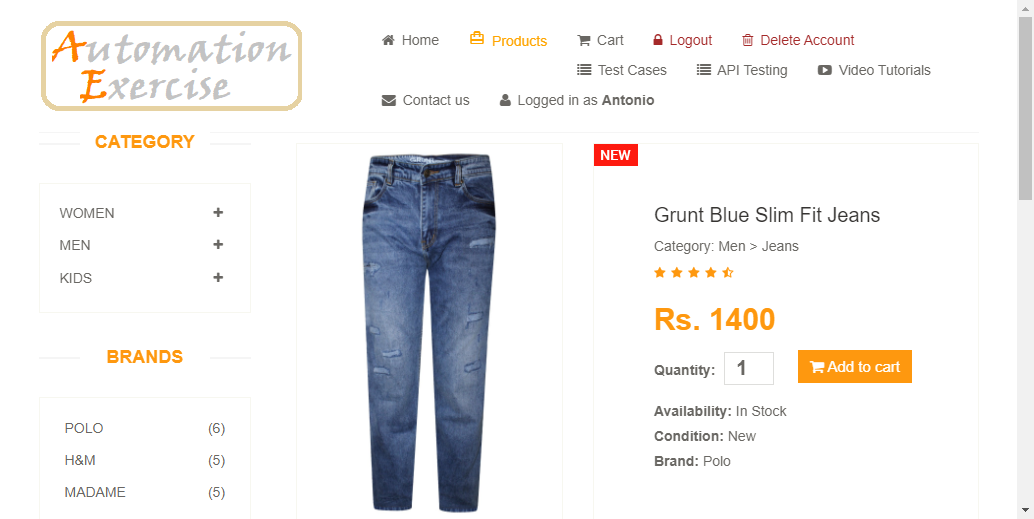 Automation
Exercise
Home
Products
Cart
Logout
Delete Account
Test Cases
API Testing
Video Tutorials
Contact us
Logged in as Antonio
CATEGORY
WOMEN
MEN
KIDS
BRANDS
POLO (6)
H&M (5)
MADAME (5)
NEW
Grunt Blue Slim Fit Jeans
Category: Men > Jeans
Rs. 1400
Quantity: 1
Add to cart
Availability: In Stock
Condition: New
Brand: Polo